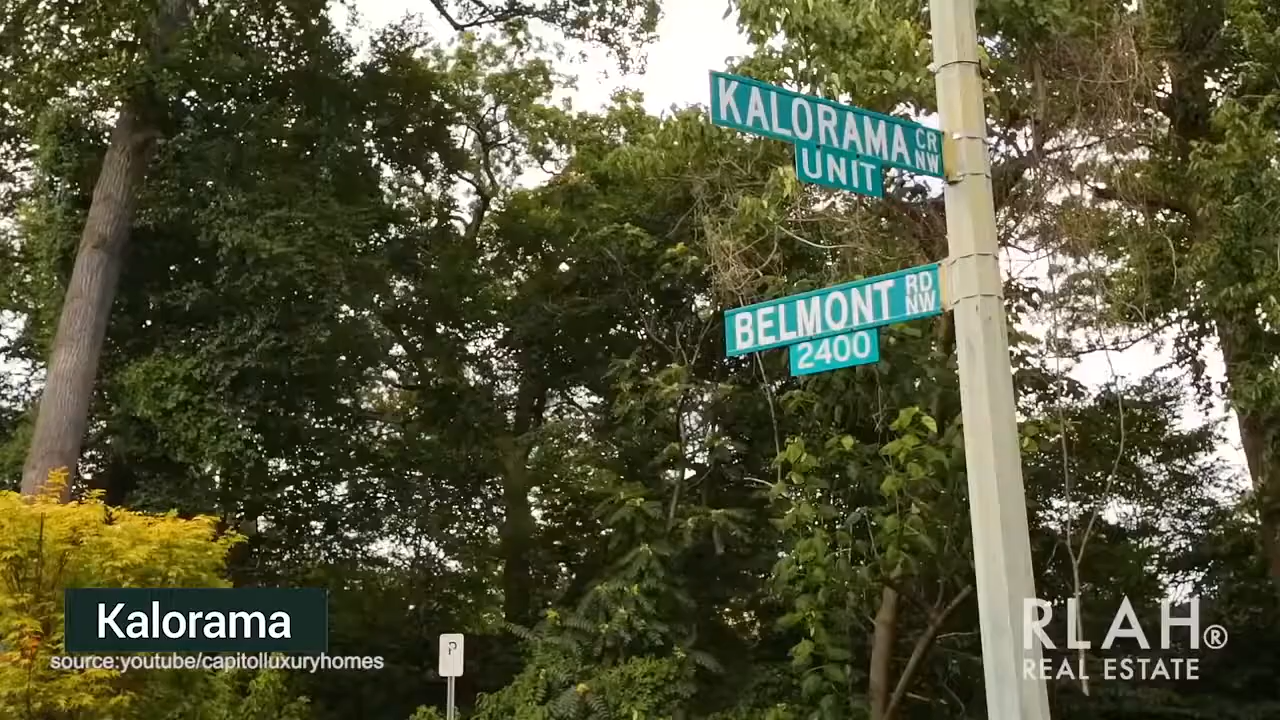 KALORAMA CR NW
UNIT
BELMONT RD NW
2400
P
Kalorama
source:youtube/capitolluxuryhomes
RLAH®
REAL ESTATE